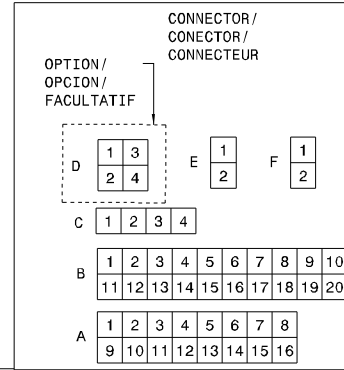 CONNECTOR/
CONECTOR/
CONNECTEUR
OPTION/
OPCION/
FACULTATIF
D
1 3
2 4
E
1
2
F
1
2
C 1 2 3 4
B
1 2 3 4 5 6 7 8 9 10
11 12 13 14 15 16 17 18 19 20
A
1 2 3 4 5 6 7 8
9 10 11 12 13 14 15 16